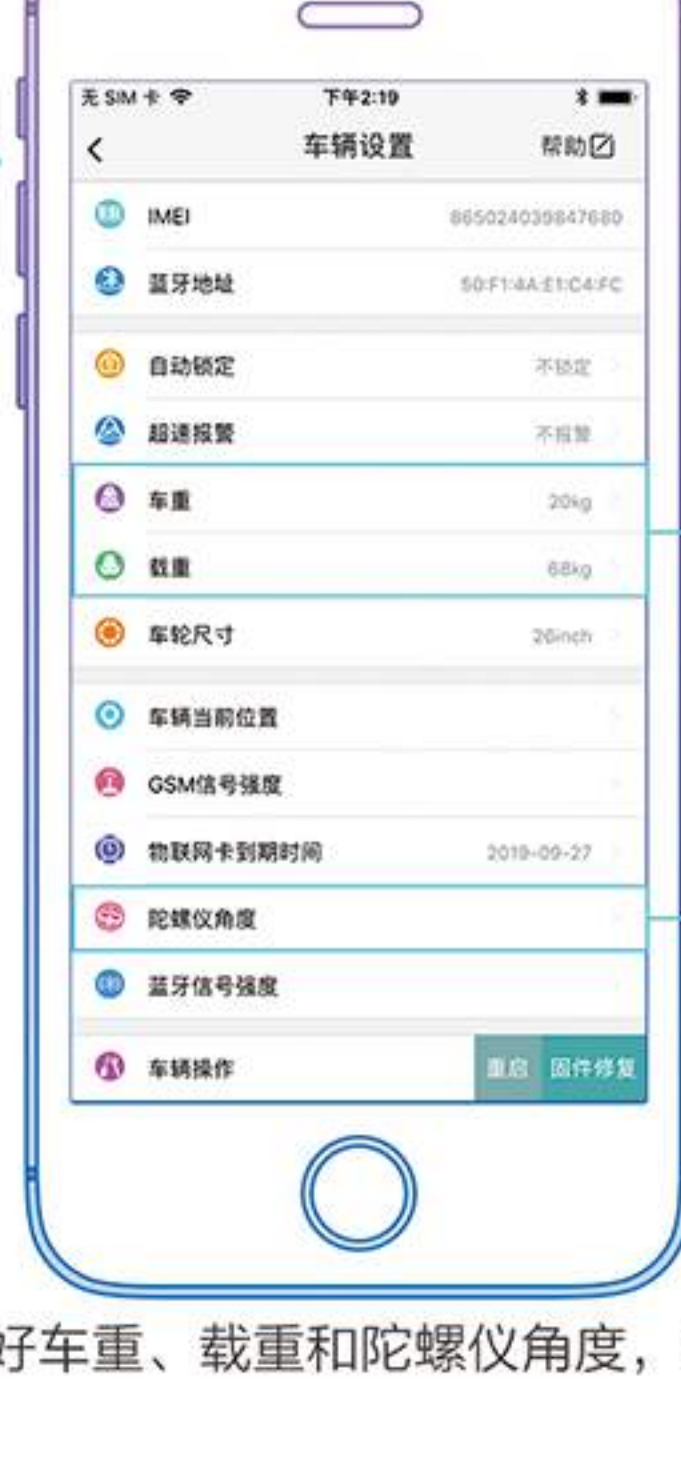 无 SIM 卡 下午2:19
车辆设置 帮助
IMEI 865024039847680
蓝牙地址 50:F1:4A:E1:C4:FC
自动锁定 不锁定
超速报警 不报警
车重 20kg
载重 68kg
车轮尺寸 26inch
车辆当前位置
GSM信号强度
物联网卡到期时间 2019-09-27
陀螺仪角度
蓝牙信号强度
车辆操作 重启 固件修复
好车重、载重和陀螺仪角度，